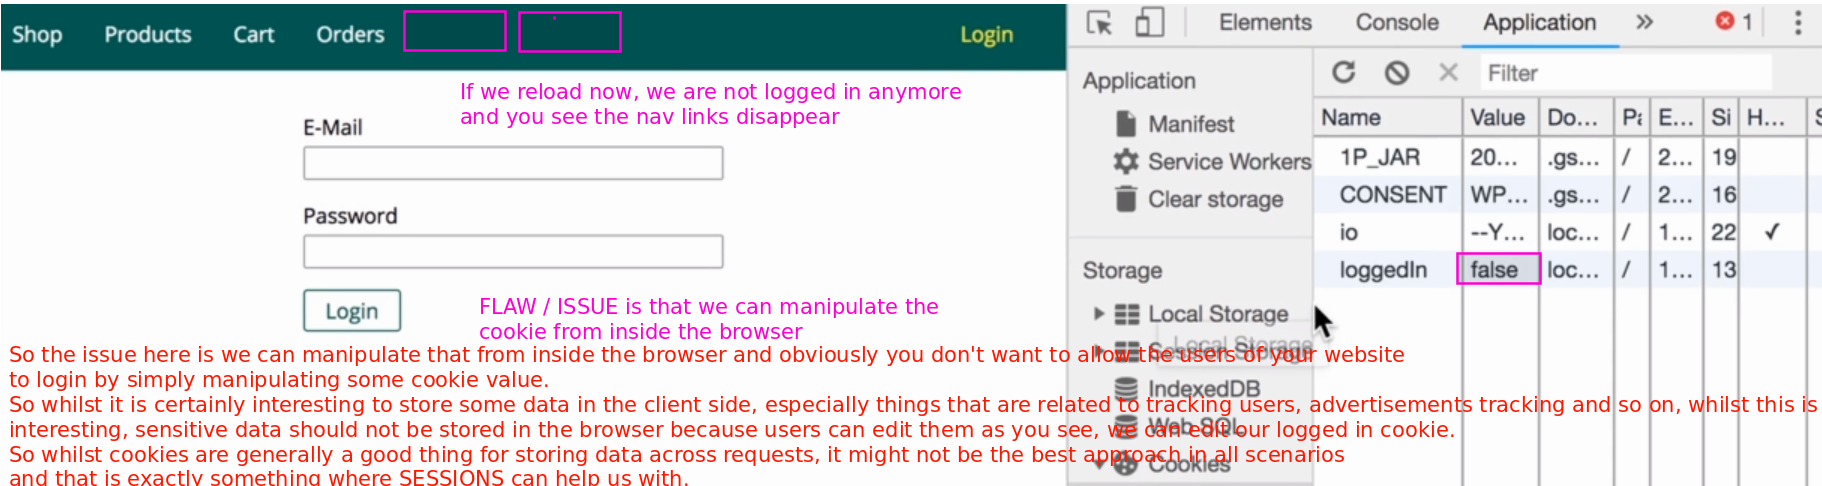 Shop Products Cart Orders Login
If we reload now, we are not logged in anymore
and you see the nav links disappear
E-Mail
Password
Login
FLAW / ISSUE is that we can manipulate the
cookie from inside the browser
So the issue here is we can manipulate that from inside the browser and obviously you don't want to allow the users of your website
to login by simply manipulating some cookie value.
So whilst it is certainly interesting to store some data in the client side, especially things that are related to tracking users, advertisements tracking and so on, whilst this is
interesting, sensitive data should not be stored in the browser because users can edit them as you see, we can edit our logged in cookie.
So whilst cookies are generally a good thing for storing data across requests, it might not be the best approach in all scenarios
and that is exactly something where SESSIONS can help us with.
Elements Console Application » 1
Application
Manifest
Service Workers
Clear storage
Storage
Local Storage
Local Storage
Session Storage
IndexedDB
Web SQL
Cookies
Filter
Name Value Do... Pa E... Si H... S
1P_JAR 20... .gs... / 2... 19
CONSENT WP... .gs... / 2... 16
io --Y... loc... / 1... 22 ✓
loggedIn false loc... / 1... 13